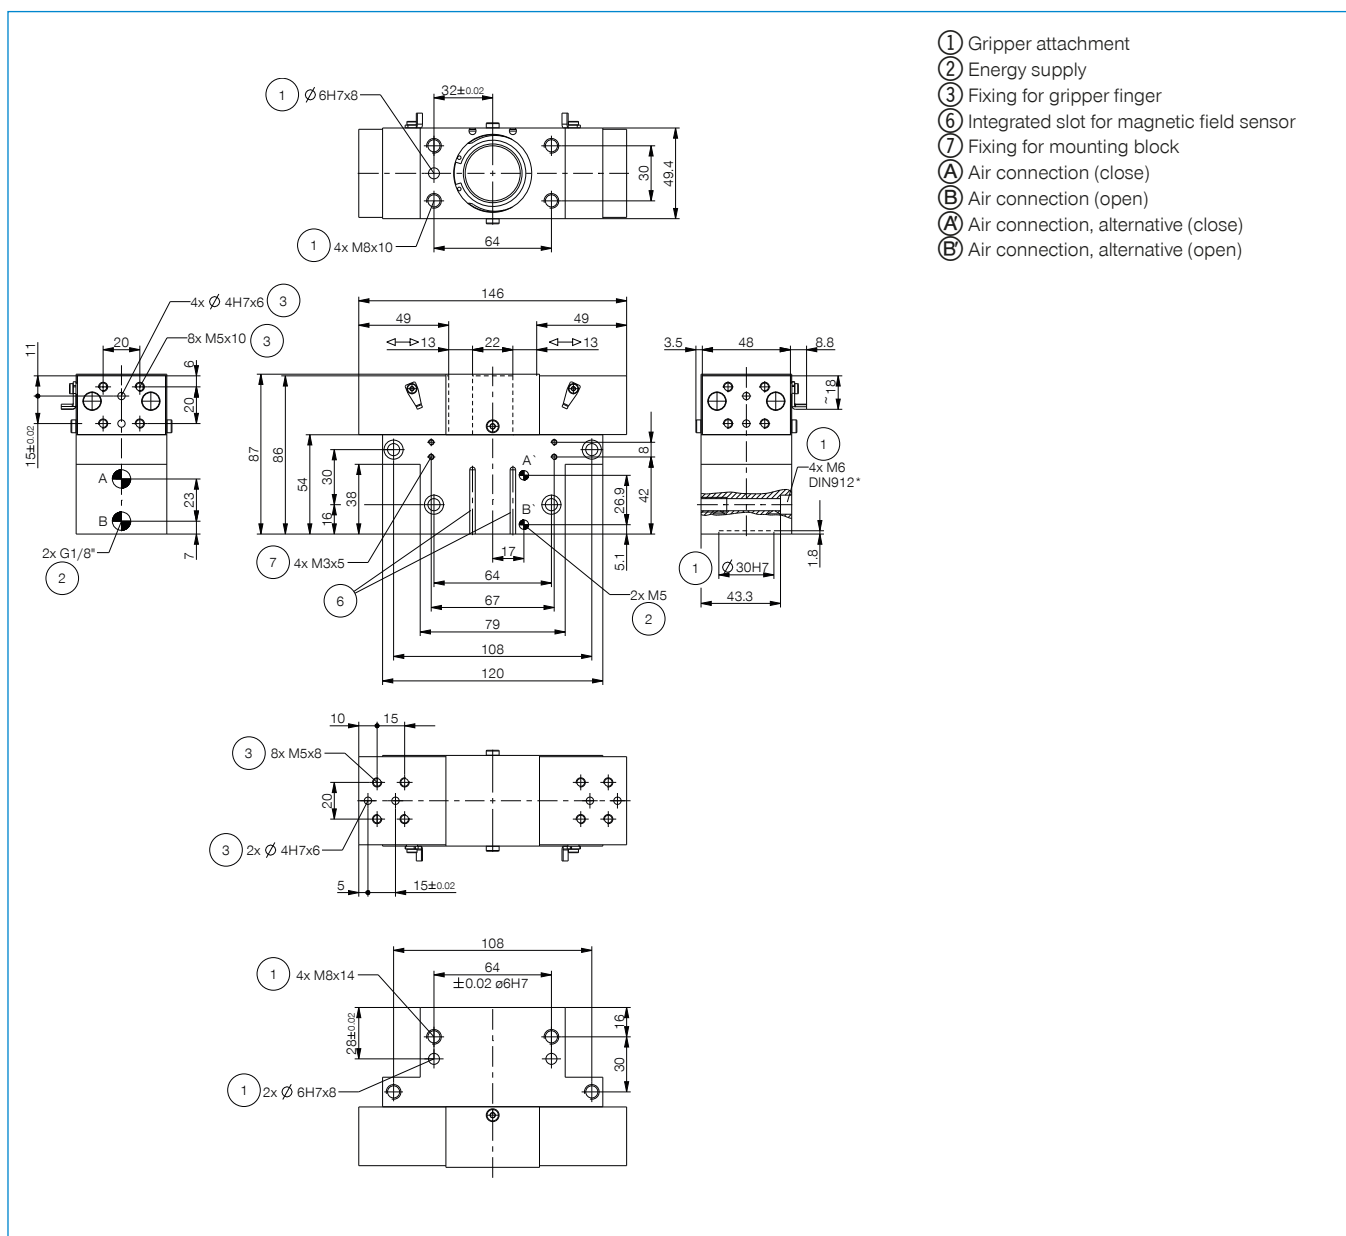 ① Gripper attachment
② Energy supply
③ Fixing for gripper finger
⑥ Integrated slot for magnetic field sensor
⑦ Fixing for mounting block
Ⓐ Air connection (close)
Ⓑ Air connection (open)
A' Air connection, alternative (close)
B' Air connection, alternative (open)
1 Ø 6H7x8
32±0.02
30
49.4
1 4x M8x10
64
4x Ø 4H7x6 3
8x M5x10 3
20
11
6
20
15±0.02
A
23
B
7
2x G1/8"
2
146
49
49
13
22
13
87
86
54
30
38
16
A`
B`
8
42
26.9
5.1
17
7 4x M3x5
6
64
67
79
108
120
2x M5
2
3.5
48
8.8
~18
1
4x M6
DIN912*
1.8
1 Ø 30H7
43.3
10
15
3 8x M5x8
20
3 2x Ø 4H7x6
5
15±0.02
108
64
±0.02 ø6H7
1 4x M8x14
28±0.02
16
30
1 2x Ø 6H7x8